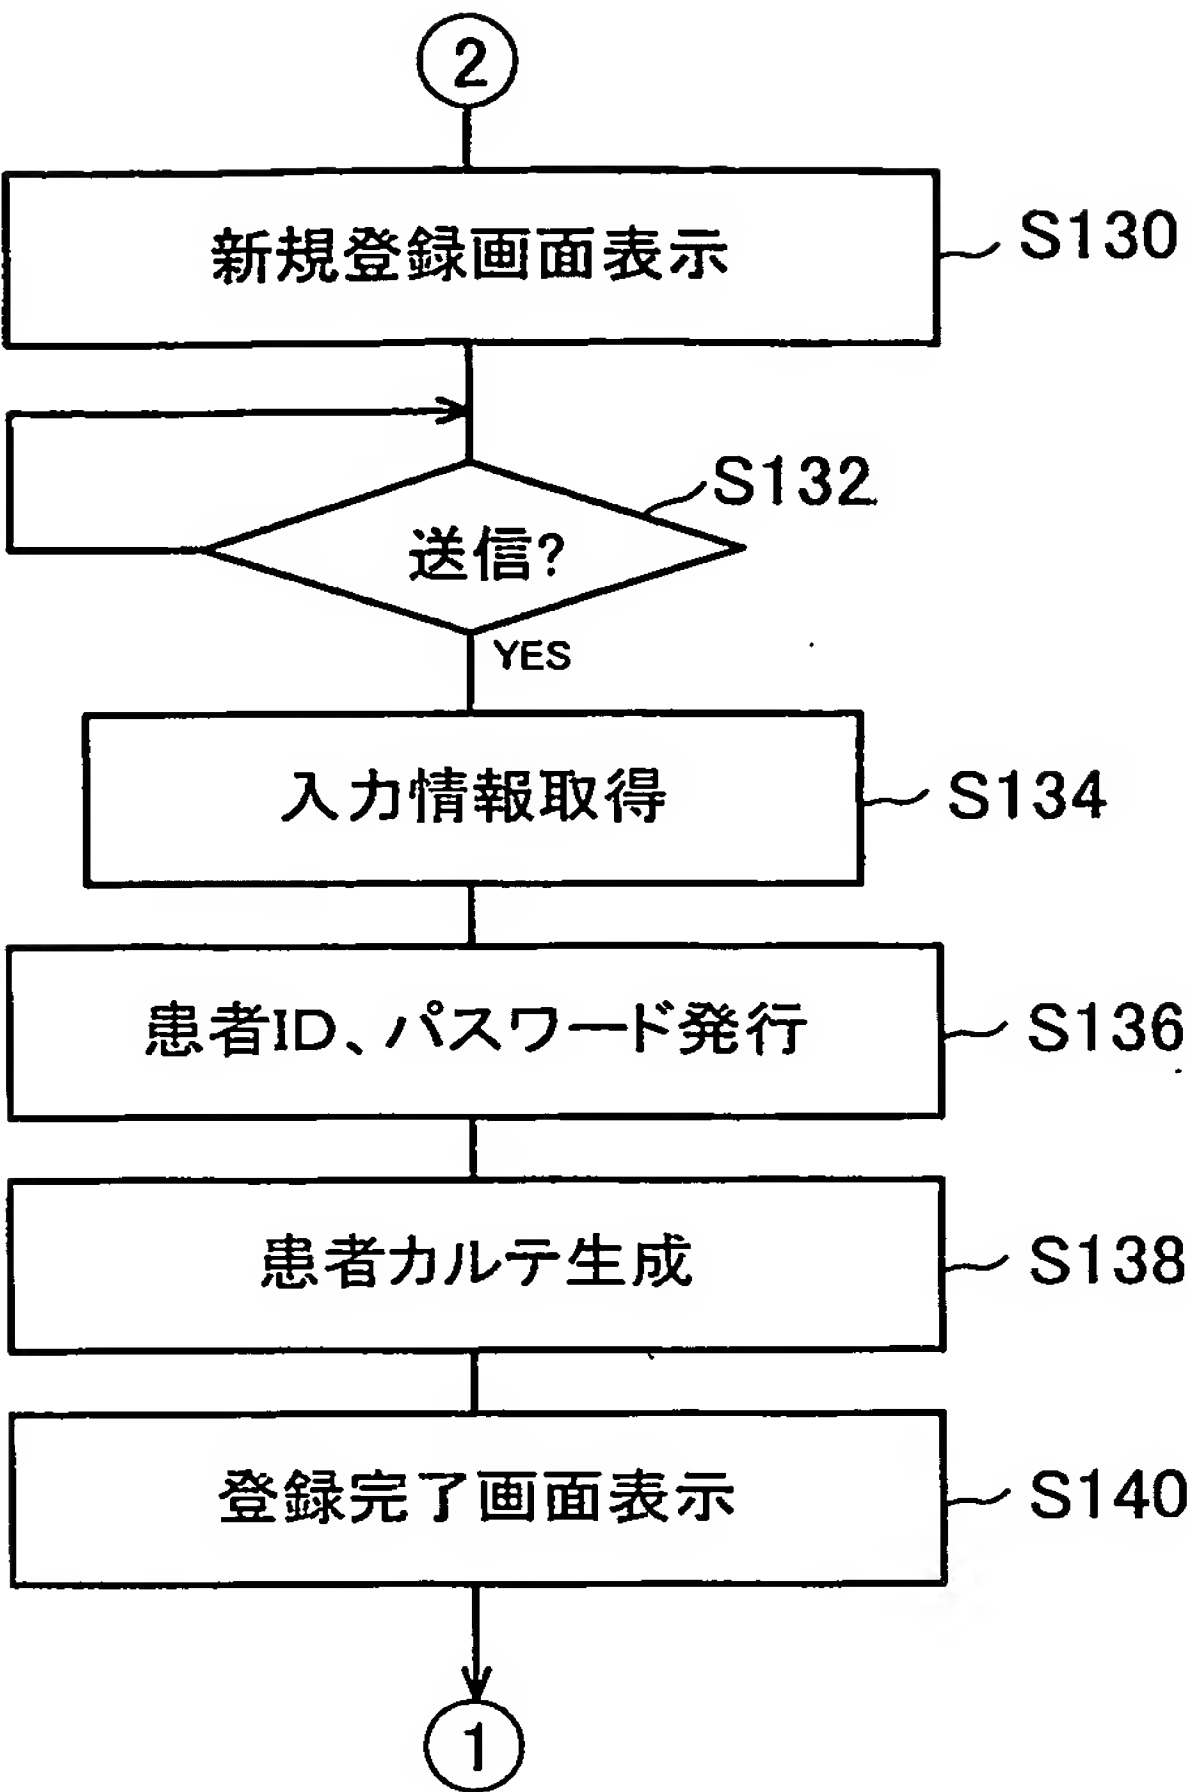 2
新規登録画面表示 S130
S132
送信?
YES
入力情報取得 S134
患者ID、パスワード発行 S136
患者カルテ生成 S138
登録完了画面表示 S140
1